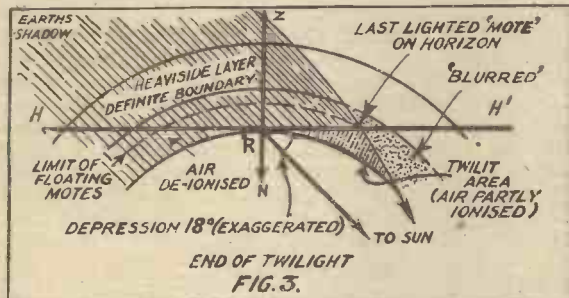 EARTHS
SHADOW
Z
LAST LIGHTED 'MOTE'
ON HORIZON
HEAVISIDE LAYER
DEFINITE BOUNDARY
'BLURRED'
H
H'
R
LIMIT OF
FLOATING
MOTES
AIR
DE-IONISED
N
TWILIT
AREA
(AIR PARTLY
IONISED)
DEPRESSION 18° (EXAGGERATED)
TO SUN
END OF TWILIGHT
FIG.3.